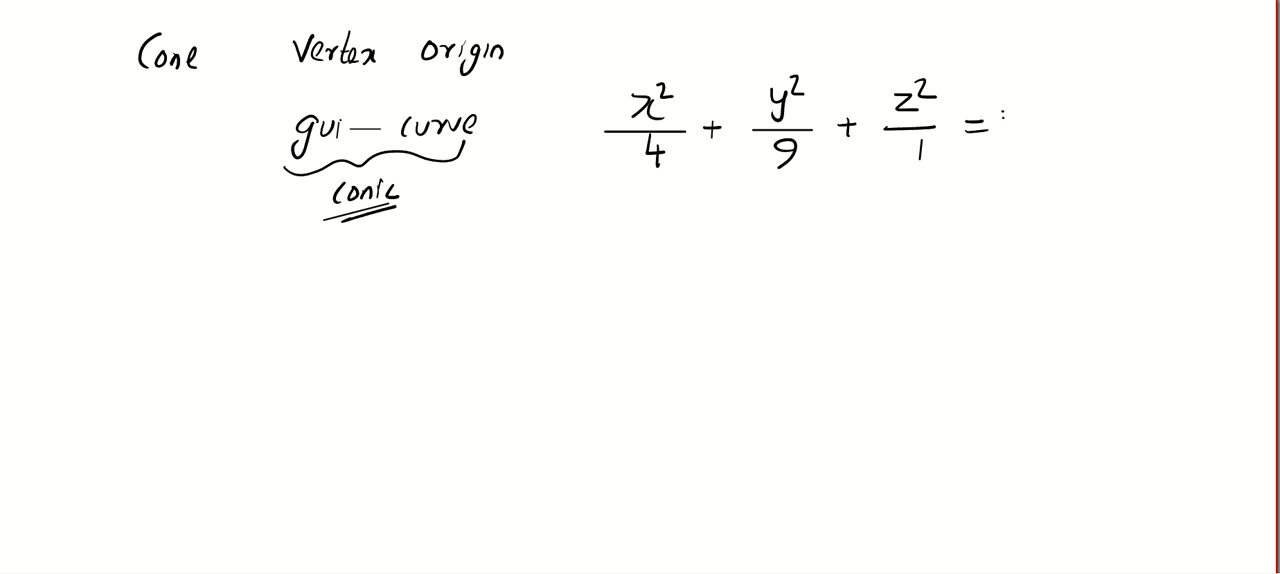 Cone Vertex origin
gui — curve
conic
x²/4 + y²/9 + z²/1 =